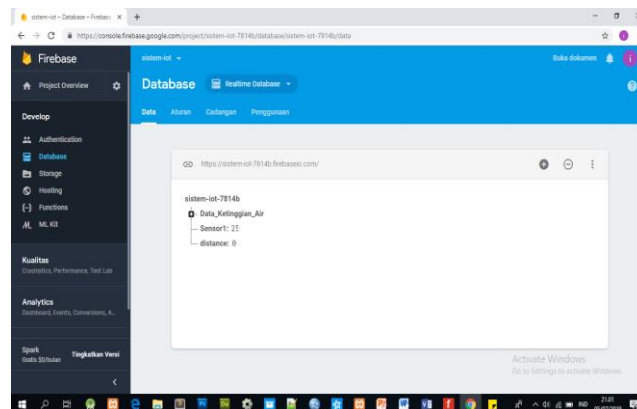 sistem-iot – Database – Firebase
https://console.firebase.google.com/project/sistem-iot-7814b/database/sistem-iot-7814b/data
Firebase
sistem-iot
Buka dokumen
Project Overview
Database
Realtime Database
Develop
Data Aturan Cadangan Penggunaan
Authentication
Database
Storage
Hosting
Functions
ML Kit
https://sistem-iot-7814b.firebaseio.com/
sistem-iot-7814b
Data_Ketinggian_Air
Sensor1: 25
distance: 0
Kualitas
Crashlytics, Performance, Test Lab
Analytics
Dashboard, Events, Conversions, A...
Spark
Gratis $0/bulan
Tingkatkan Versi
Activate Windows
Go to Settings to activate Windows.
IND
21.01